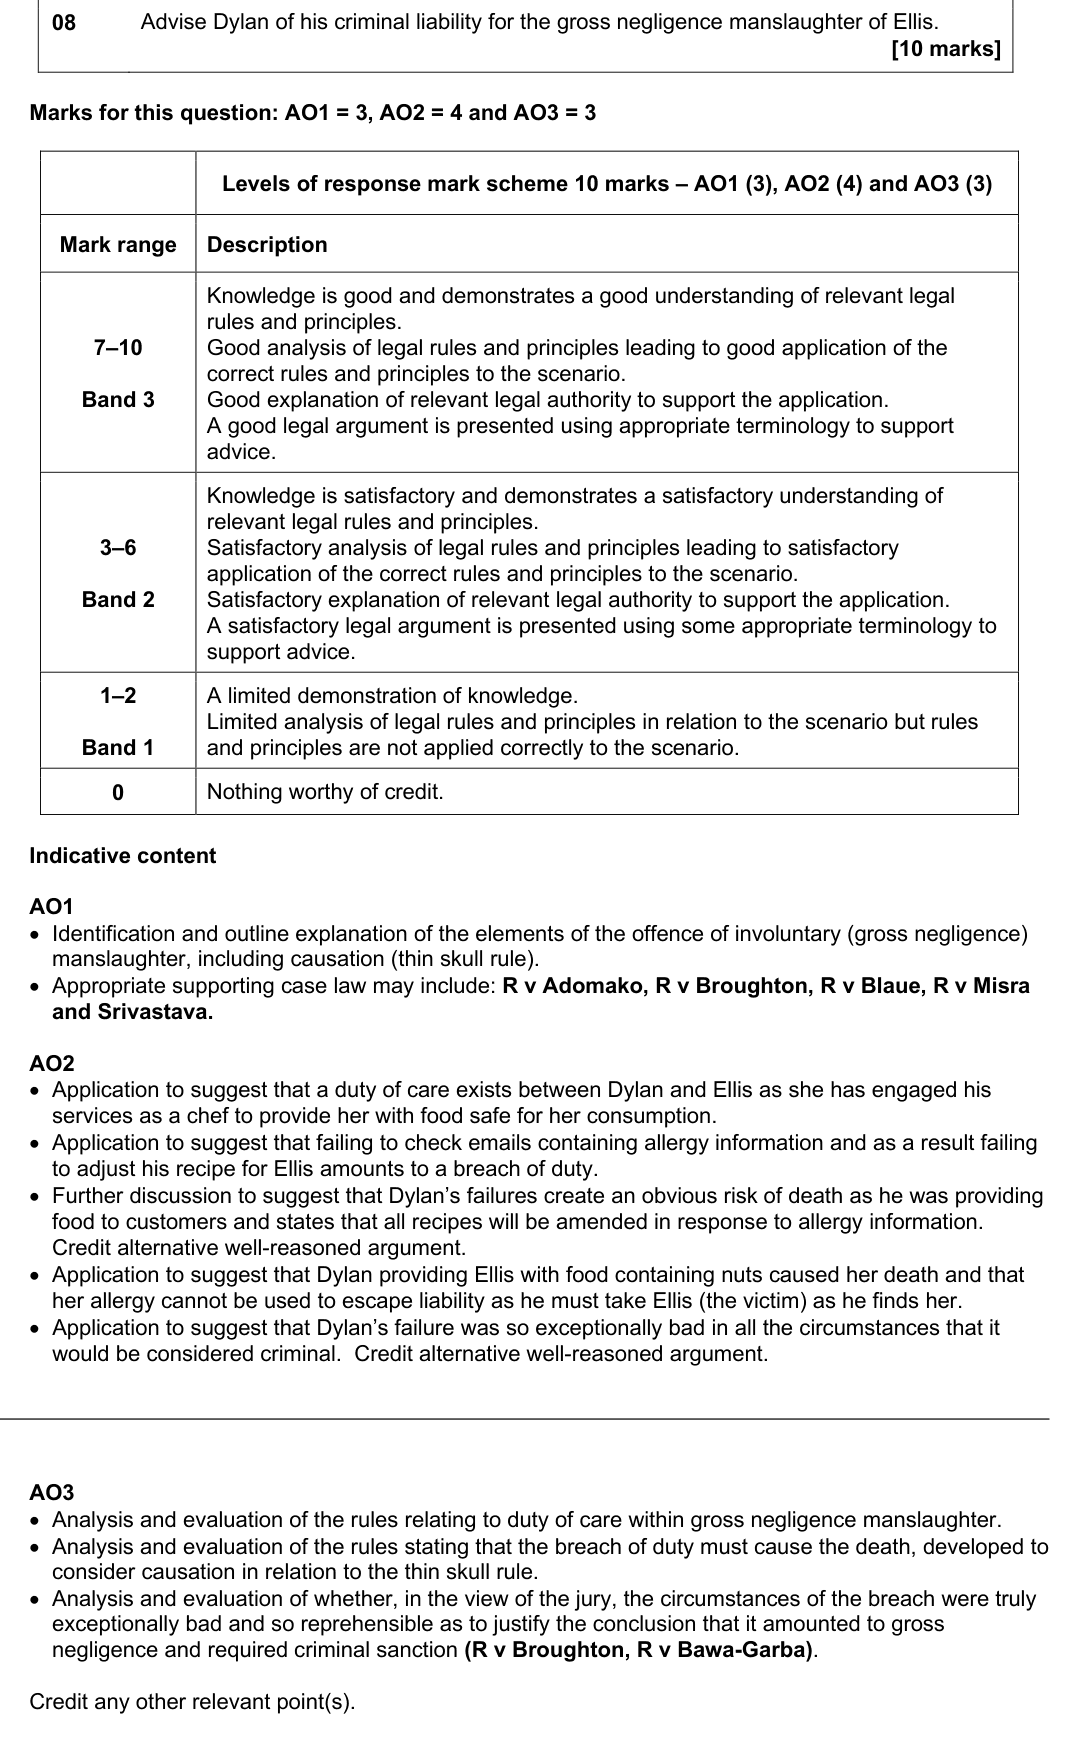 08 Advise Dylan of his criminal liability for the gross negligence manslaughter of Ellis.
[10 marks]
Marks for this question: AO1 = 3, AO2 = 4 and AO3 = 3
Levels of response mark scheme 10 marks – AO1 (3), AO2 (4) and AO3 (3)
Mark range Description
Knowledge is good and demonstrates a good understanding of relevant legal
rules and principles.
7–10 Good analysis of legal rules and principles leading to good application of the
correct rules and principles to the scenario.
Band 3 Good explanation of relevant legal authority to support the application.
A good legal argument is presented using appropriate terminology to support
advice.
Knowledge is satisfactory and demonstrates a satisfactory understanding of
relevant legal rules and principles.
3–6 Satisfactory analysis of legal rules and principles leading to satisfactory
application of the correct rules and principles to the scenario.
Band 2 Satisfactory explanation of relevant legal authority to support the application.
A satisfactory legal argument is presented using some appropriate terminology to
support advice.
1–2 A limited demonstration of knowledge.
Limited analysis of legal rules and principles in relation to the scenario but rules
Band 1 and principles are not applied correctly to the scenario.
0 Nothing worthy of credit.
Indicative content
AO1
• Identification and outline explanation of the elements of the offence of involuntary (gross negligence)
manslaughter, including causation (thin skull rule).
• Appropriate supporting case law may include: R v Adomako, R v Broughton, R v Blaue, R v Misra
and Srivastava.
AO2
• Application to suggest that a duty of care exists between Dylan and Ellis as she has engaged his
services as a chef to provide her with food safe for her consumption.
• Application to suggest that failing to check emails containing allergy information and as a result failing
to adjust his recipe for Ellis amounts to a breach of duty.
• Further discussion to suggest that Dylan’s failures create an obvious risk of death as he was providing
food to customers and states that all recipes will be amended in response to allergy information.
Credit alternative well-reasoned argument.
• Application to suggest that Dylan providing Ellis with food containing nuts caused her death and that
her allergy cannot be used to escape liability as he must take Ellis (the victim) as he finds her.
• Application to suggest that Dylan’s failure was so exceptionally bad in all the circumstances that it
would be considered criminal. Credit alternative well-reasoned argument.
AO3
• Analysis and evaluation of the rules relating to duty of care within gross negligence manslaughter.
• Analysis and evaluation of the rules stating that the breach of duty must cause the death, developed to
consider causation in relation to the thin skull rule.
• Analysis and evaluation of whether, in the view of the jury, the circumstances of the breach were truly
exceptionally bad and so reprehensible as to justify the conclusion that it amounted to gross
negligence and required criminal sanction (R v Broughton, R v Bawa-Garba).
Credit any other relevant point(s).